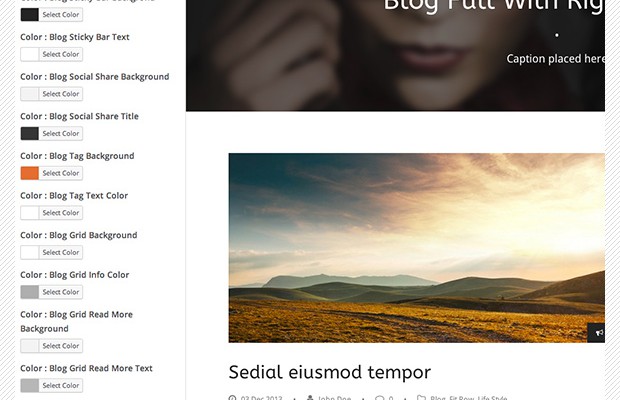 Select Color
Color : Blog Sticky Bar Text
Select Color
Color : Blog Social Share Background
Select Color
Color : Blog Social Share Title
Select Color
Color : Blog Tag Background
Select Color
Color : Blog Tag Text Color
Select Color
Color : Blog Grid Background
Select Color
Color : Blog Grid Info Color
Select Color
Color : Blog Grid Read More
Background
Select Color
Color : Blog Grid Read More Text
Select Color
Blog Full With Rig
Caption placed here
Sedial eiusmod tempor
03 Dec 2013 • John Doe • 0 • Blog, Fit Row, Life Style